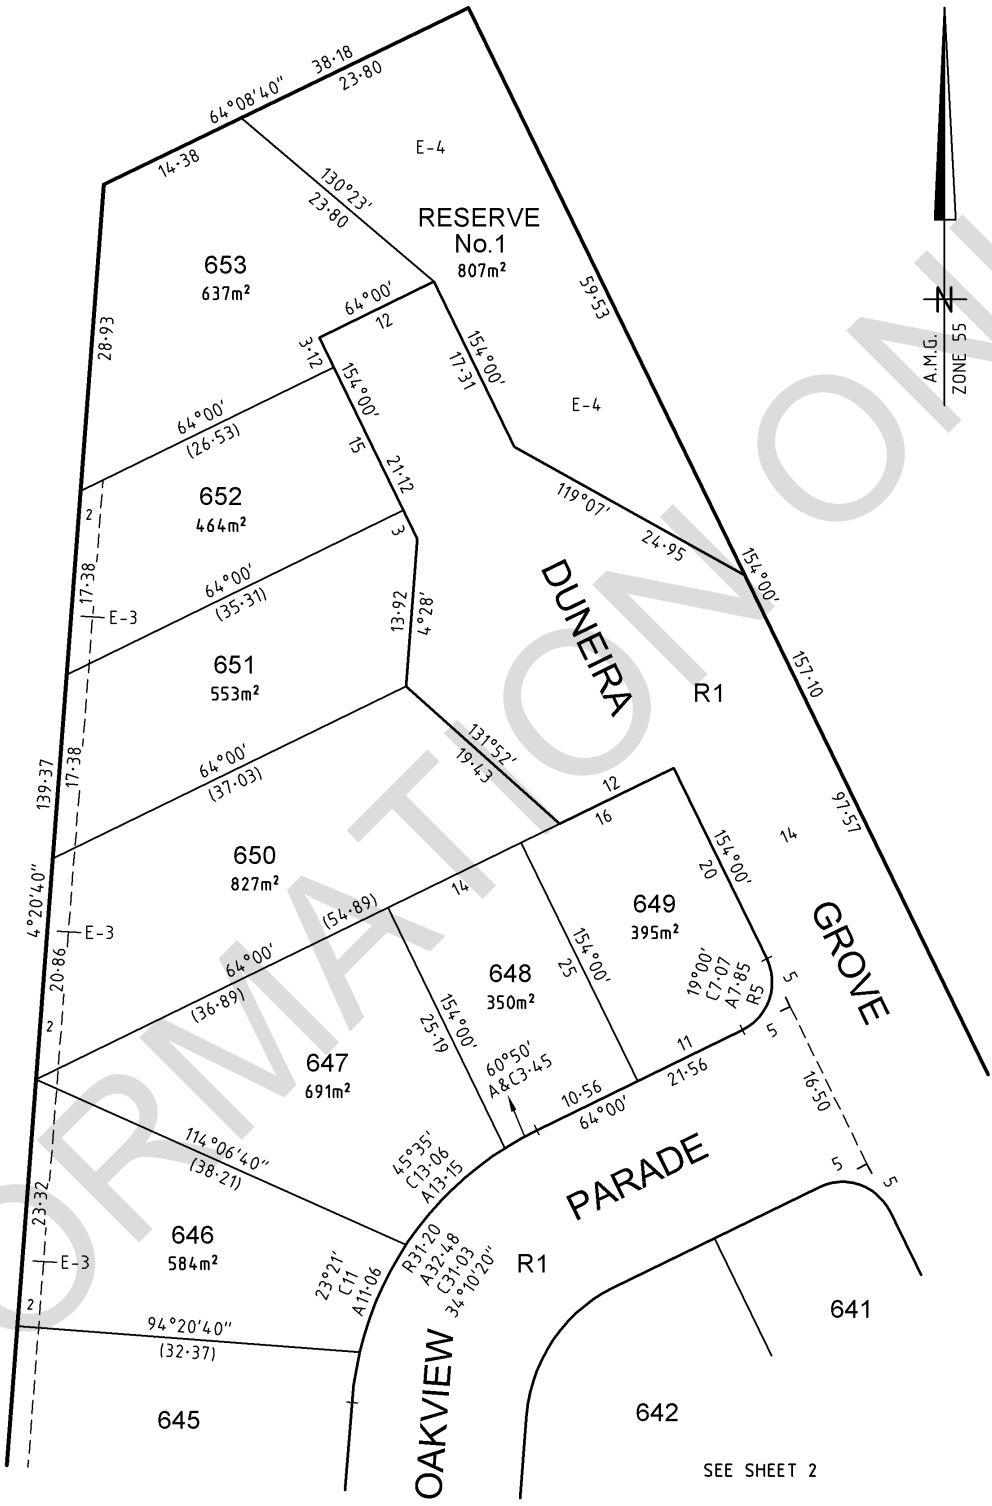 38·18
64°08'40"
23·80
14·38
E-4
130°23'
23·80
RESERVE
No.1
807m²
653
637m²
64°00'
12
59·53
28·93
3·12
154°00'
17·31
154°00'
15
21·12
E-4
A.M.G.
ZONE 55
N
64°00'
(26·53)
652
464m²
2
3
119°07'
24·95
17·38
64°00'
(35·31)
E-3
154°00'
13·92
4°28'
DUNEIRA
651
553m²
R1
157·10
17·38
64°00'
(37·03)
131°52'
19·43
139·37
12
16
97·57
14
650
827m²
14
154°00'
20
4°20'40"
(54·89)
649
395m²
GROVE
E-3
64°00'
(36·89)
20·86
648
350m²
154°00'
25
19°00'
C7·07
A7·85
R5
5
5
2
154°00'
25·19
647
691m²
60°50'
A&C3·45
11
21·56
10·56
64°00'
16·50
114°06'40"
(38·21)
45°35'
C13·06
A13·15
PARADE
5
5
23·32
646
584m²
E-3
23°21'
C11
A11·06
R31·20
A32·48
C31·03
34°10'20"
R1
2
94°20'40"
(32·37)
641
645
OAKVIEW
642
SEE SHEET 2
ORMATION ONL